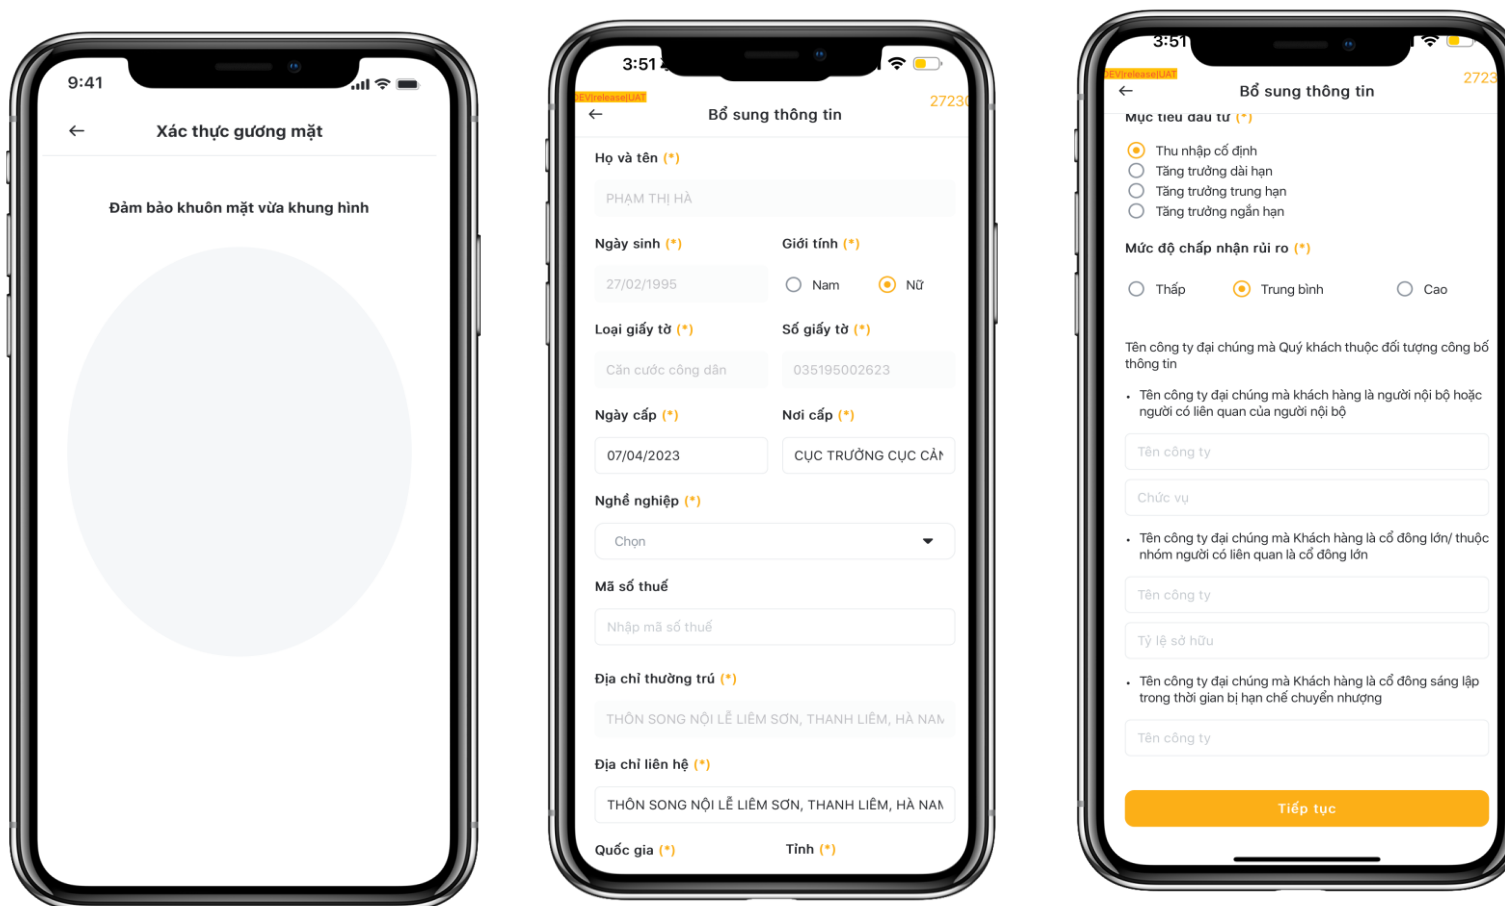 9:41
Xác thực gương mặt
Đảm bảo khuôn mặt vừa khung hình
3:51
DEV|release|UAT
27230
Bổ sung thông tin
Họ và tên (*)
PHẠM THỊ HÀ
Ngày sinh (*) Giới tính (*)
27/02/1995 Nam Nữ
Loại giấy tờ (*) Số giấy tờ (*)
Căn cước công dân 035195002623
Ngày cấp (*) Nơi cấp (*)
07/04/2023 CỤC TRƯỞNG CỤC CẢN
Nghề nghiệp (*)
Chọn
Mã số thuế
Nhập mã số thuế
Địa chỉ thường trú (*)
THÔN SONG NỘI LỄ LIÊM SƠN, THANH LIÊM, HÀ NAM
Địa chỉ liên hệ (*)
THÔN SONG NỘI LỄ LIÊM SƠN, THANH LIÊM, HÀ NAM
Quốc gia (*) Tỉnh (*)
3:51
DEV|release|UAT
2723
Bổ sung thông tin
Mục tiêu đầu tư (*)
Thu nhập cố định
Tăng trưởng dài hạn
Tăng trưởng trung hạn
Tăng trưởng ngắn hạn
Mức độ chấp nhận rủi ro (*)
Thấp Trung bình Cao
Tên công ty đại chúng mà Quý khách thuộc đối tượng công bố
thông tin
• Tên công ty đại chúng mà khách hàng là người nội bộ hoặc
người có liên quan của người nội bộ
Tên công ty
Chức vụ
• Tên công ty đại chúng mà Khách hàng là cổ đông lớn/ thuộc
nhóm người có liên quan là cổ đông lớn
Tên công ty
Tỷ lệ sở hữu
• Tên công ty đại chúng mà Khách hàng là cổ đông sáng lập
trong thời gian bị hạn chế chuyển nhượng
Tên công ty
Tiếp tục